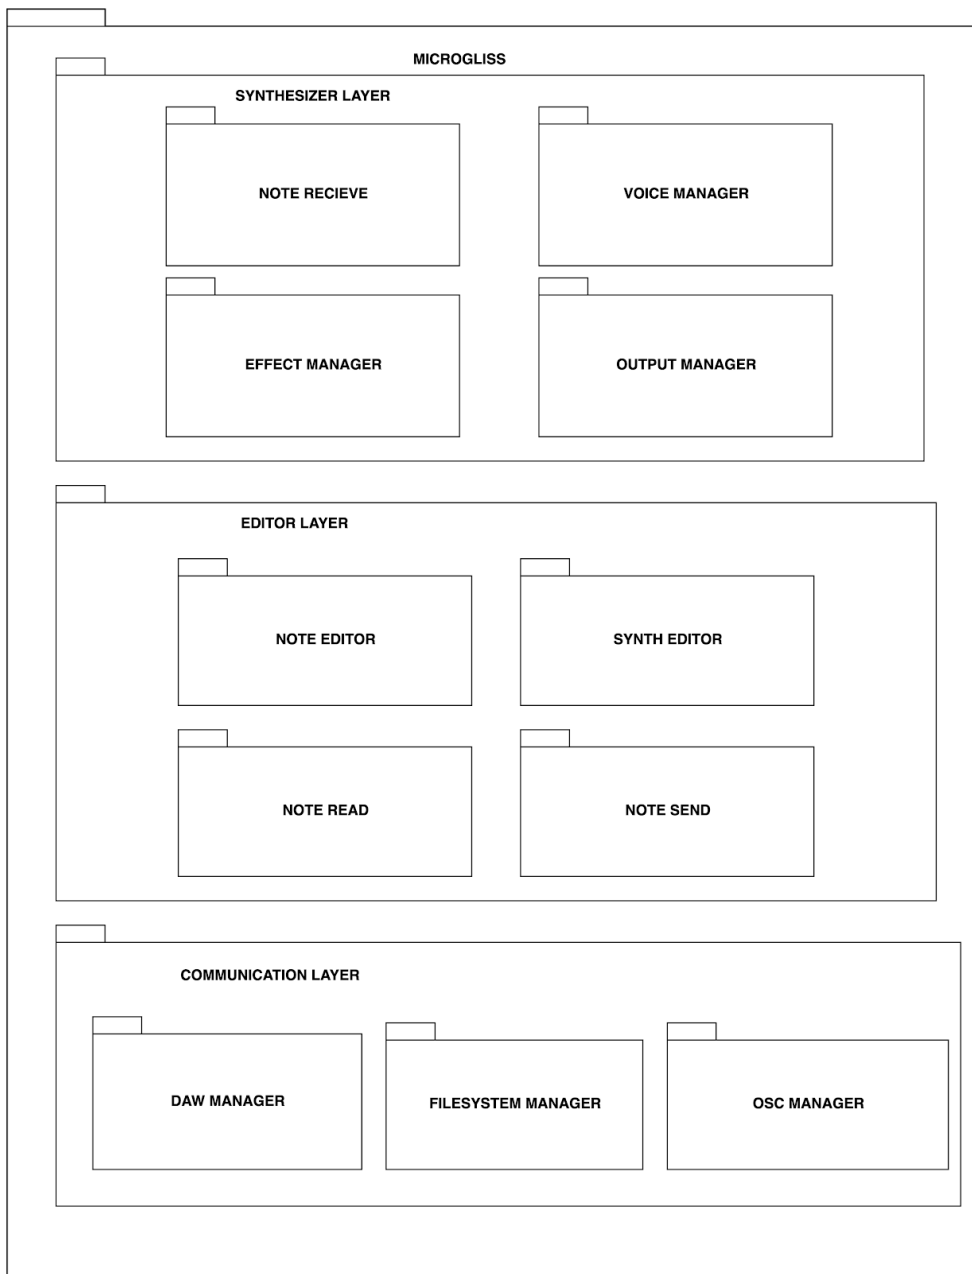 MICROGLISS
SYNTHESIZER LAYER
NOTE RECIEVE
VOICE MANAGER
EFFECT MANAGER
OUTPUT MANAGER
EDITOR LAYER
NOTE EDITOR
SYNTH EDITOR
NOTE READ
NOTE SEND
COMMUNICATION LAYER
DAW MANAGER
FILESYSTEM MANAGER
OSC MANAGER